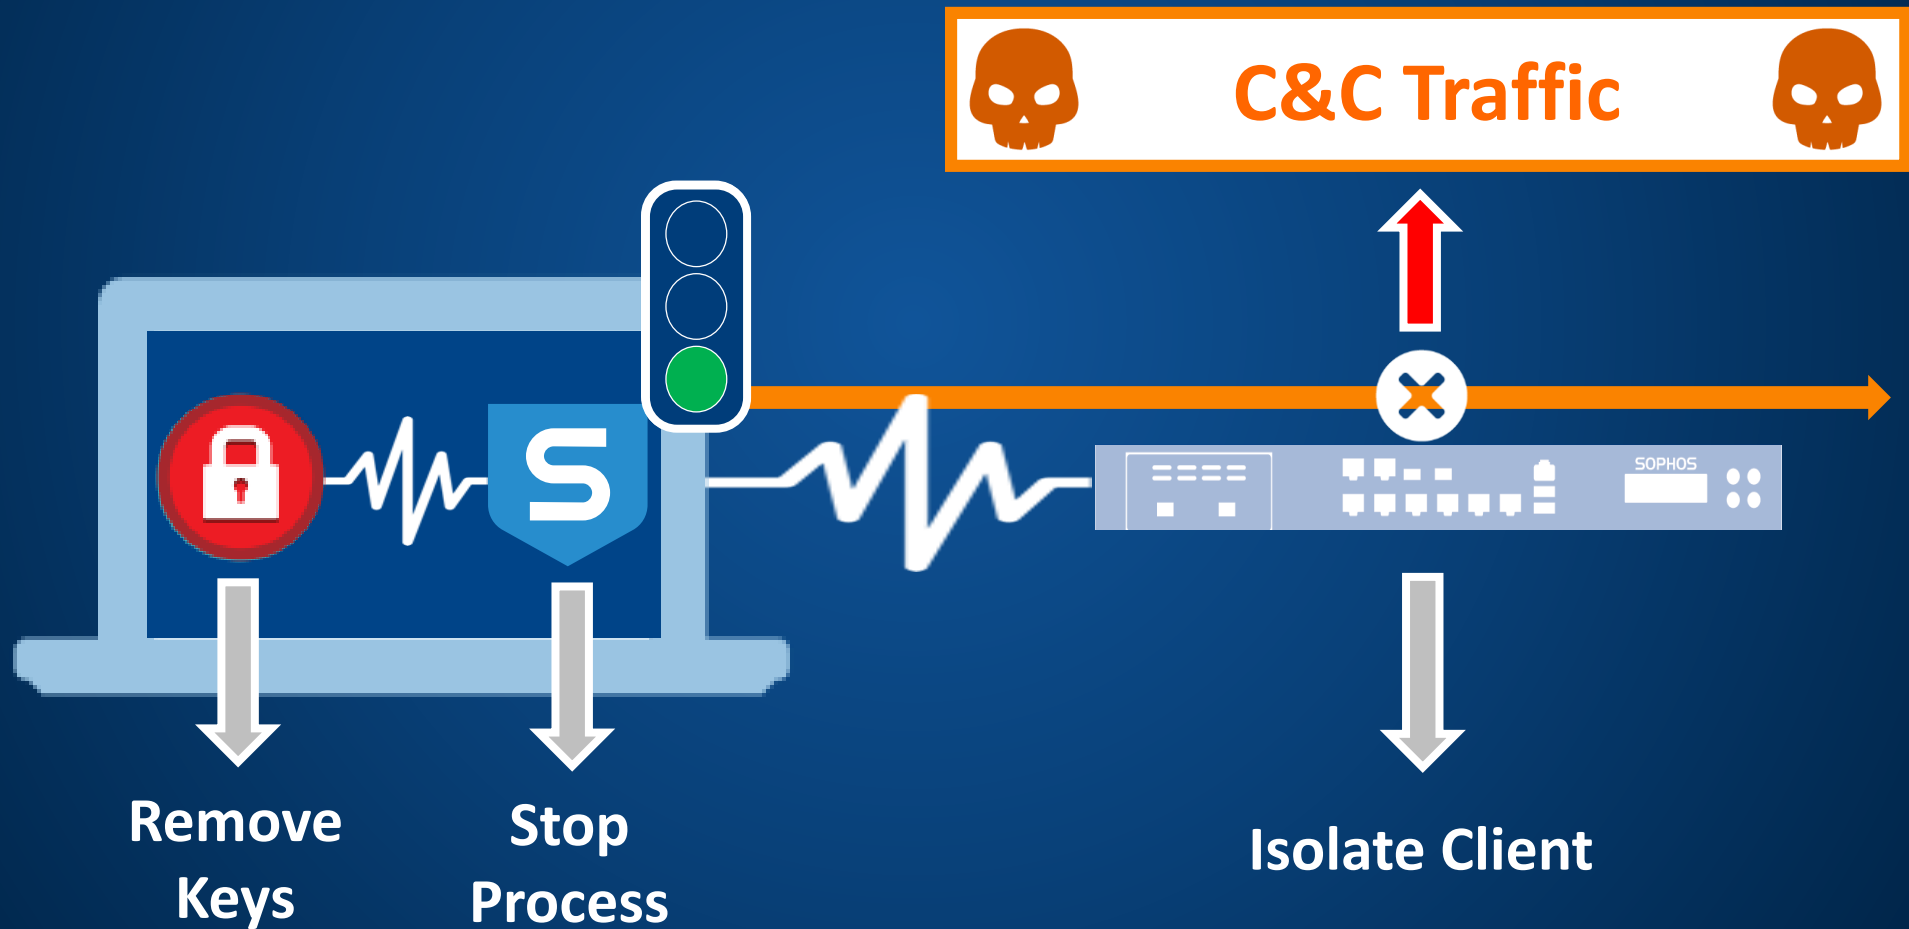 C&C Traffic
S
SOPHOS
Remove
Keys
Stop
Process
Isolate Client